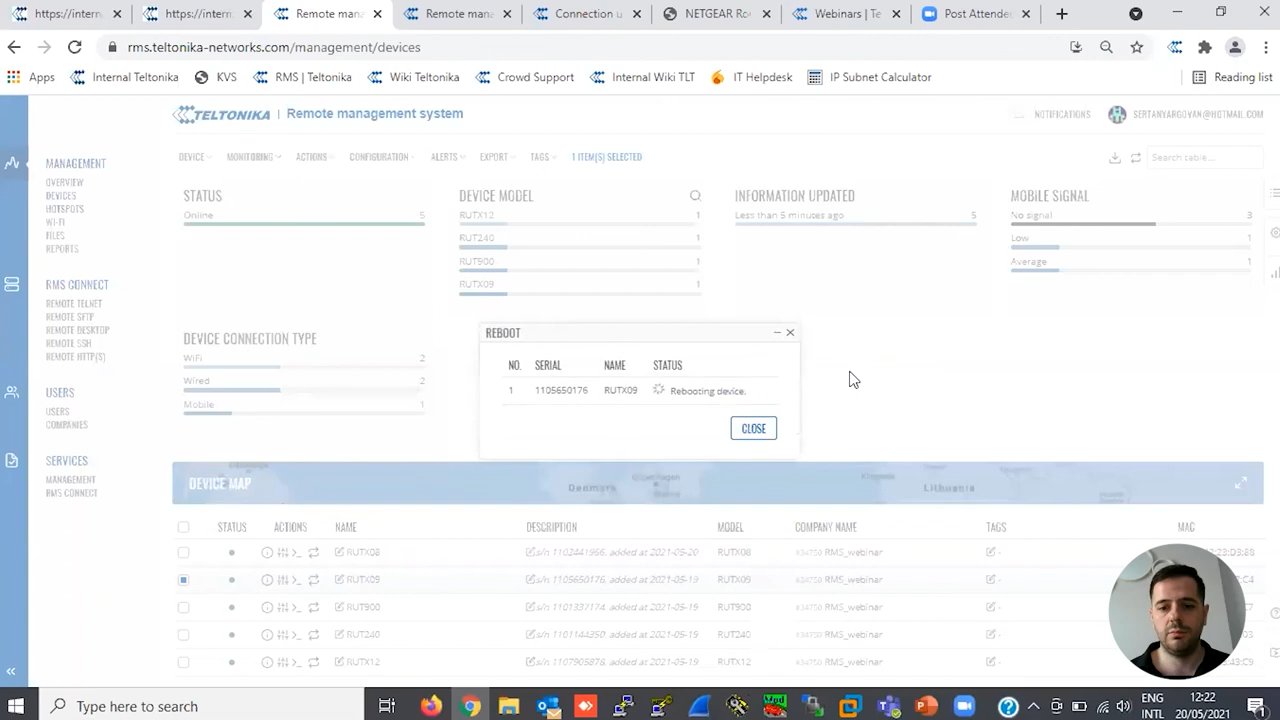 https://intern
https://intern
Remote mana
Remote mana
Connection u
NETGEAR Ro
Webinars | Te
Post Attende
rms.teltonika-networks.com/management/devices
Apps
Internal Teltonika
KVS
RMS | Teltonika
Wiki Teltonika
Crowd Support
Internal Wiki TLT
IT Helpdesk
IP Subnet Calculator
Reading list
TELTONIKA | Remote management system
NOTIFICATIONS
SERTANYARGOVAN@HOTMAIL.COM
DEVICE
MONITORING
ACTIONS
CONFIGURATION
ALERTS
EXPORT
TAGS
1 ITEM(S) SELECTED
Search table...
MANAGEMENT
OVERVIEW
DEVICES
HOTSPOTS
WI-FI
FILES
REPORTS
RMS CONNECT
REMOTE TELNET
REMOTE SFTP
REMOTE DESKTOP
REMOTE SSH
REMOTE HTTP(S)
USERS
USERS
COMPANIES
SERVICES
MANAGEMENT
RMS CONNECT
STATUS
Online 5
DEVICE MODEL
RUTX12 1
RUT240 1
RUT900 1
RUTX09 1
INFORMATION UPDATED
Less than 5 minutes ago 5
MOBILE SIGNAL
No signal 3
Low 1
Average 1
DEVICE CONNECTION TYPE
WiFi 2
Wired 2
Mobile 1
REBOOT
NO. SERIAL NAME STATUS
1 1105650176 RUTX09 Rebooting device.
CLOSE
DEVICE MAP
Denmark
Lithuania
STATUS ACTIONS NAME DESCRIPTION MODEL COMPANY NAME TAGS MAC
RUTX08 s/n 1102441966, added at 2021-05-20 RUTX08 #34750 RMS_webinar -
RUTX09 s/n 1105650176, added at 2021-05-19 RUTX09 #34750 RMS_webinar -
RUT900 s/n 1101337174, added at 2021-05-19 RUT900 #34750 RMS_webinar -
RUT240 s/n 1101144350, added at 2021-05-19 RUT240 #34750 RMS_webinar -
RUTX12 s/n 1107905878, added at 2021-05-19 RUTX12 #34750 RMS_webinar -
Type here to search
ENG
INTL
12:22
20/05/2021